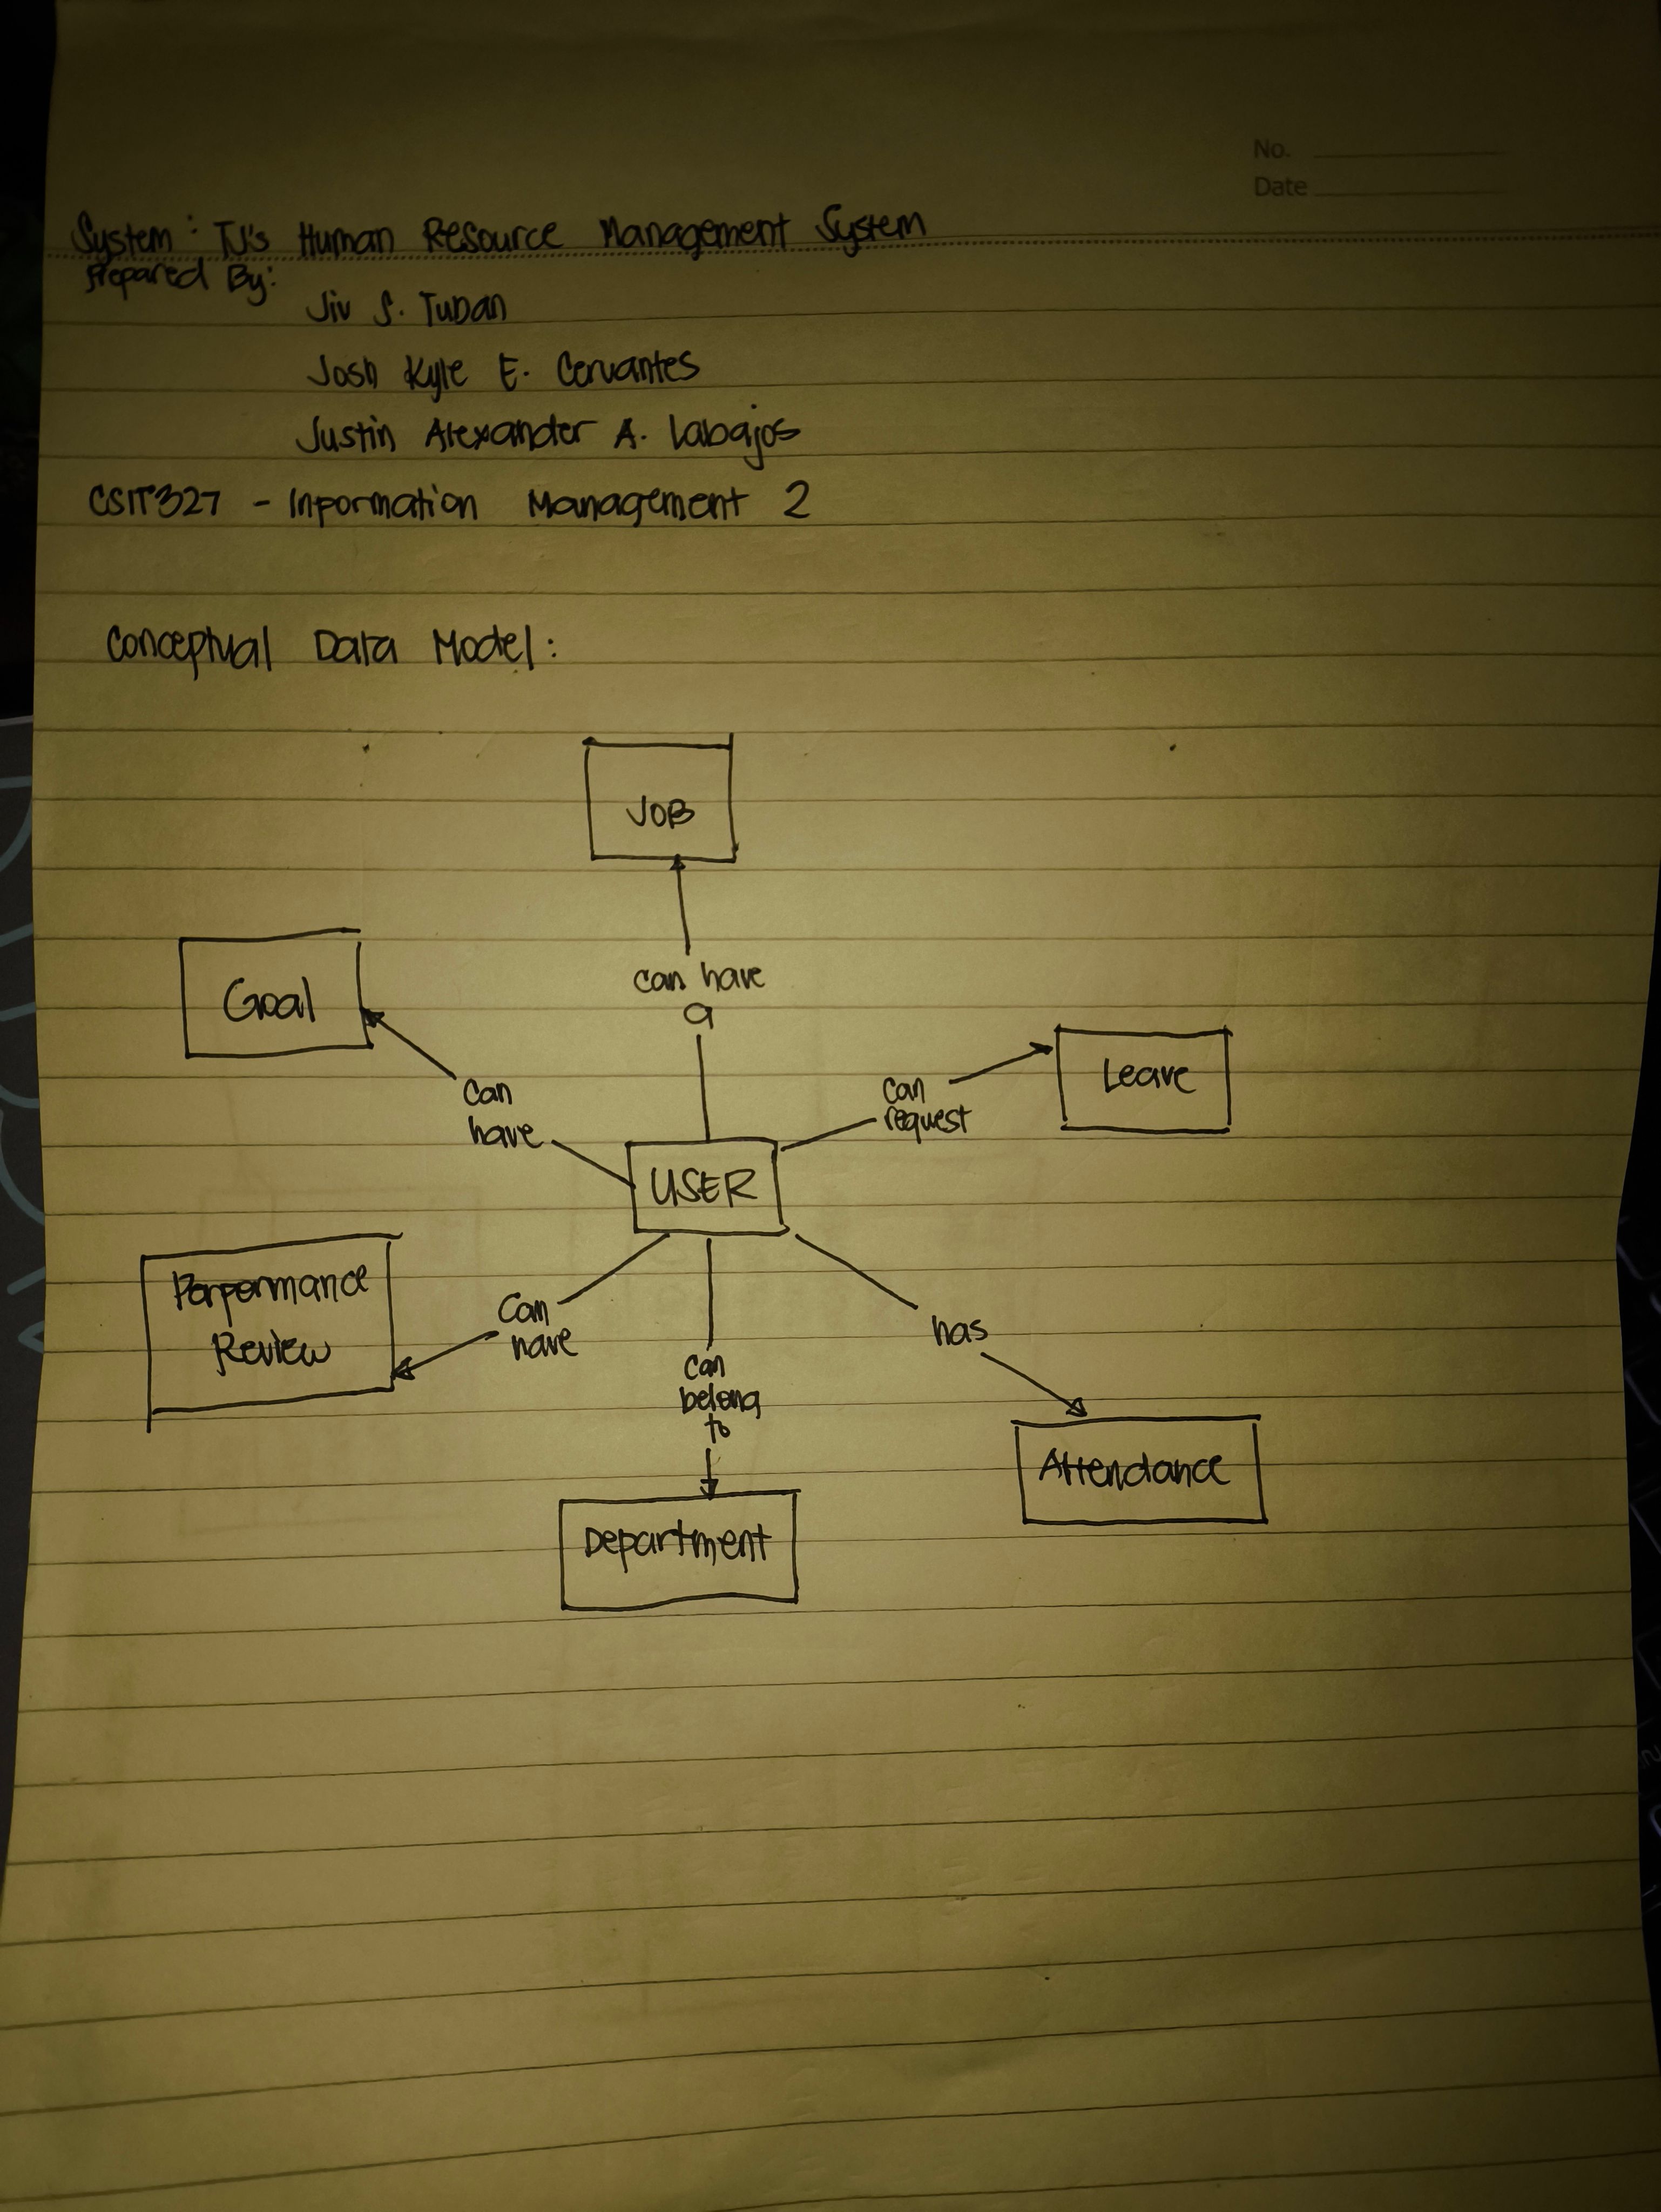 No.
Date
System: TJ's Human Resource Management System
Prepared By:
Jiv S. Tudan
Josh Kyle E. Cervantes
Justin Alexander A. Labajos
CSIT327 - Information Management 2
Conceptual Data Model:
JOB
can have
a
Goal
can
have
Leave
can
request
USER
Performance
Review
can
have
can
belong
to
has
Attendance
Department